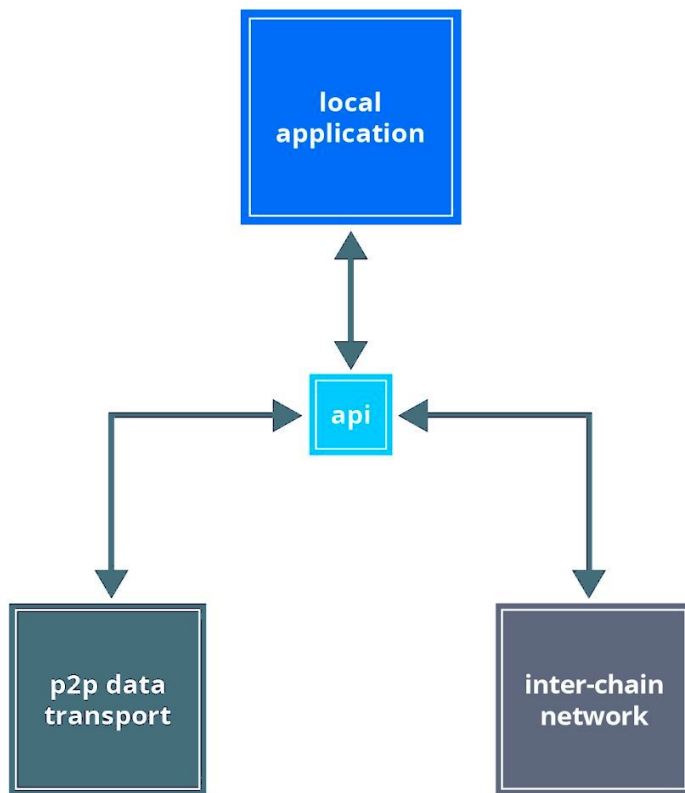 local
application
api
p2p data
transport
inter-chain
network